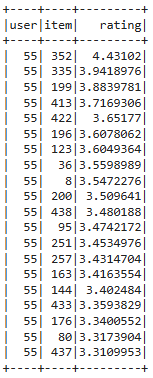 +----+----+---------+
|user|item|   rating|
+----+----+---------+
|  55| 352|  4.43102|
|  55| 335|3.9418976|
|  55| 199|3.8839781|
|  55| 413|3.7169306|
|  55| 422|  3.65177|
|  55| 196|3.6078062|
|  55| 123|3.6049364|
|  55|  36|3.5598989|
|  55|   8|3.5472276|
|  55| 200| 3.509641|
|  55| 438| 3.480188|
|  55|  95|3.4742172|
|  55| 251|3.4534976|
|  55| 257|3.4314704|
|  55| 163|3.4163554|
|  55| 144| 3.402484|
|  55| 433|3.3593829|
|  55| 176|3.3400552|
|  55|  80|3.3173904|
|  55| 437|3.3109953|
+----+----+---------+